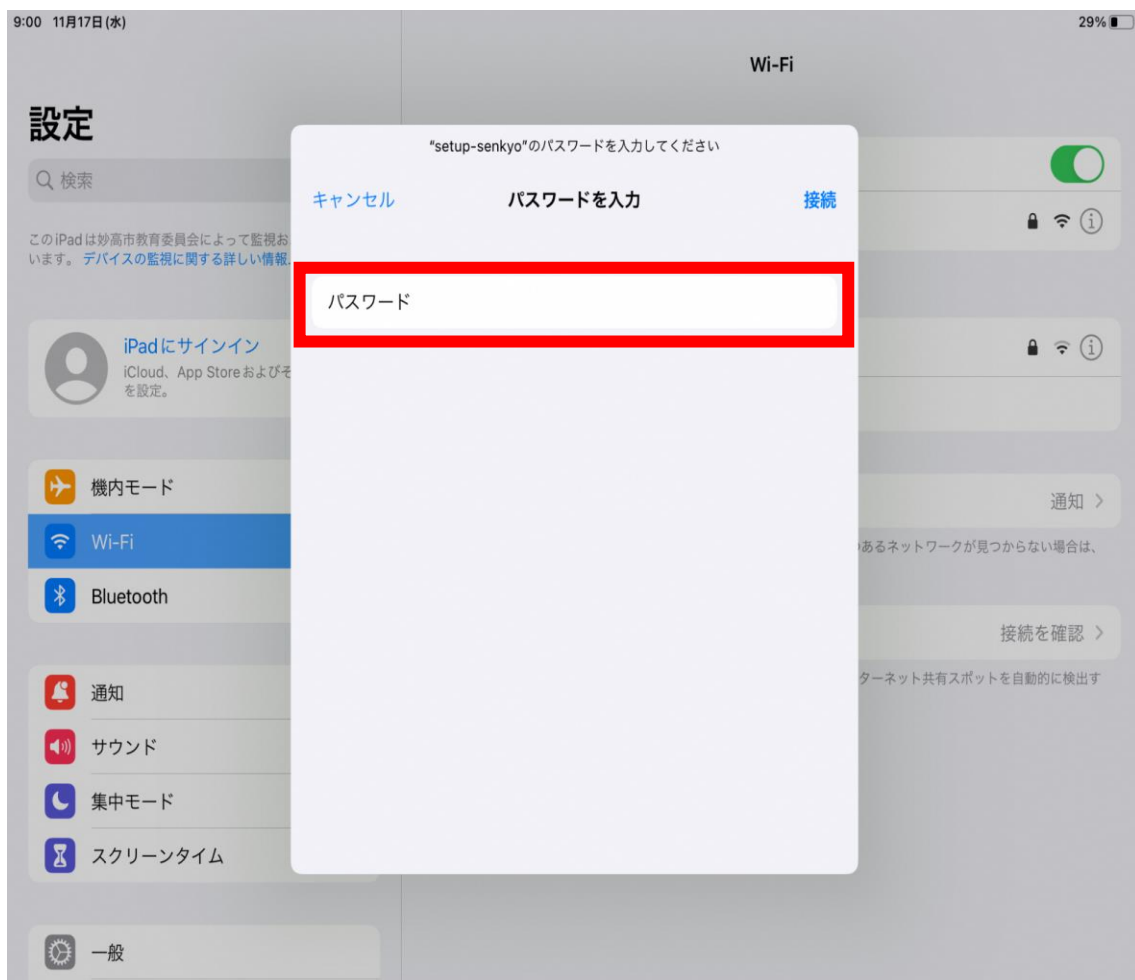 9:00 11月17日(水)
29%
Wi-Fi
設定
検索
このiPadは妙高市教育委員会によって監視お
います。デバイスの監視に関する詳しい情報
iPadにサインイン
iCloud、App Storeおよびそ
を設定。
機内モード
Wi-Fi
Bluetooth
通知
サウンド
集中モード
スクリーンタイム
一般
"setup-senkyo"のパスワードを入力してください
キャンセル
パスワードを入力
接続
パスワード
通知
あるネットワークが見つからない場合は、
接続を確認
ターネット共有スポットを自動的に検出す